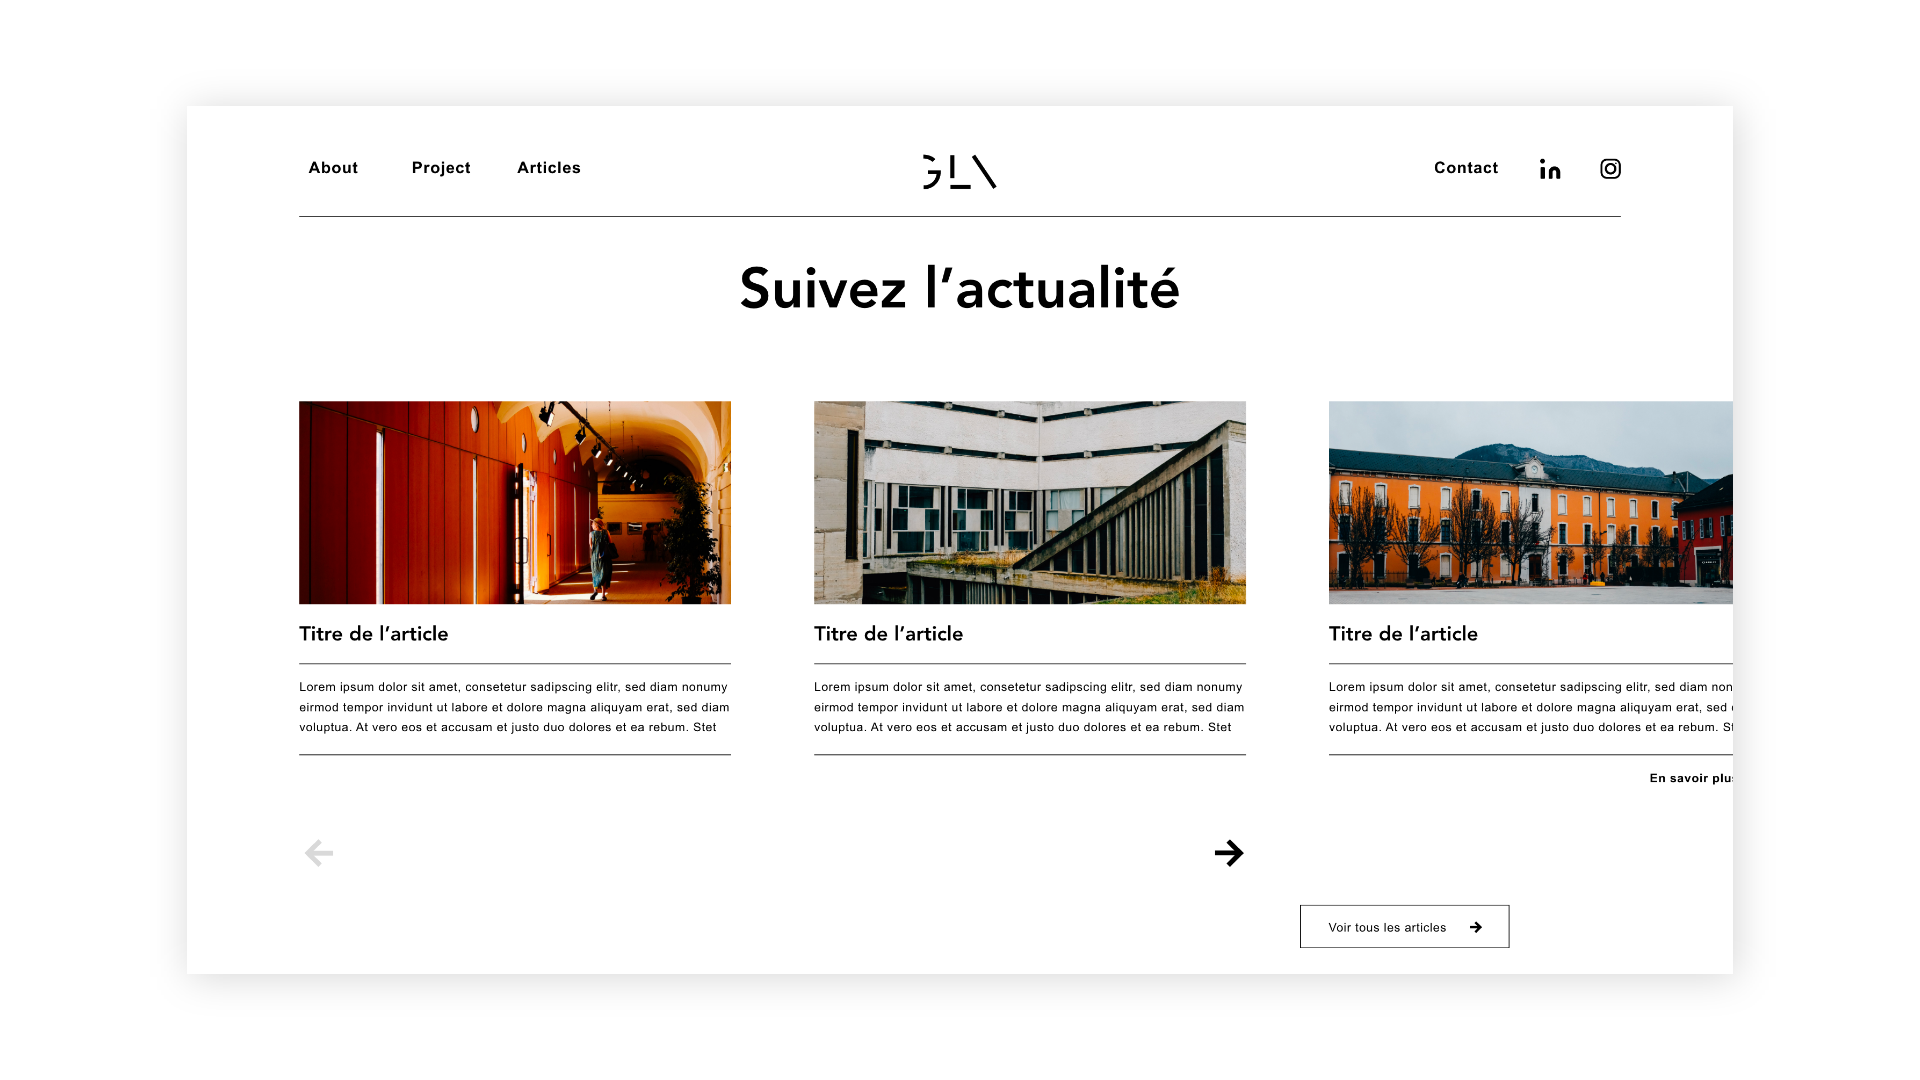 About
Project
Articles
GLA
Contact
in
Suivez l’actualité
Titre de l’article
Lorem ipsum dolor sit amet, consetetur sadipscing elitr, sed diam nonumy
eirmod tempor invidunt ut labore et dolore magna aliquyam erat, sed diam
voluptua. At vero eos et accusam et justo duo dolores et ea rebum. Stet
Titre de l’article
Lorem ipsum dolor sit amet, consetetur sadipscing elitr, sed diam nonumy
eirmod tempor invidunt ut labore et dolore magna aliquyam erat, sed diam
voluptua. At vero eos et accusam et justo duo dolores et ea rebum. Stet
Titre de l’article
Lorem ipsum dolor sit amet, consetetur sadipscing elitr, sed diam non
eirmod tempor invidunt ut labore et dolore magna aliquyam erat, sed
voluptua. At vero eos et accusam et justo duo dolores et ea rebum.
En savoir plus
Voir tous les articles